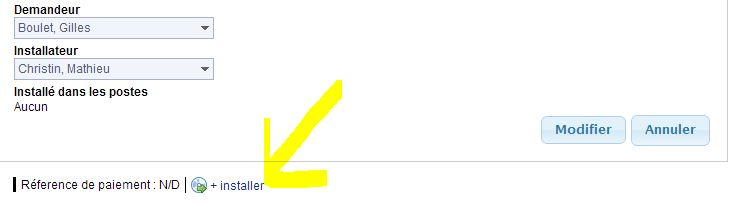 Demandeur
Boulet, Gilles
Installateur
Christin, Mathieu
Installé dans les postes
Aucun
Modifier Annuler
Réference de paiement : N/D + installer